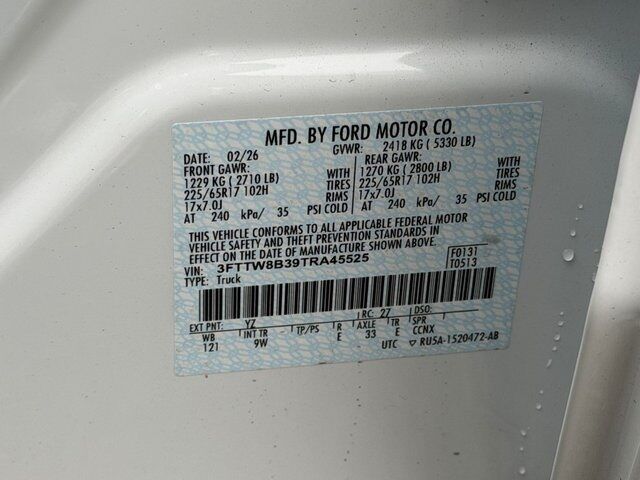 MFD. BY FORD MOTOR CO.
DATE: 02/26 GVWR: 2418 KG ( 5330 LB)
FRONT GAWR: REAR GAWR:
1229 KG ( 2710 LB) WITH 1270 KG ( 2800 LB) WITH
225/65R17 102H TIRES 225/65R17 102H TIRES
17x7.0J RIMS 17x7.0J RIMS
AT 240 kPa/ 35 PSI COLD AT 240 kPa/ 35 PSI COLD
THIS VEHICLE CONFORMS TO ALL APPLICABLE FEDERAL MOTOR
VEHICLE SAFETY AND THEFT PREVENTION STANDARDS IN
EFFECT ON THE DATE OF MANUFACTURE SHOWN ABOVE.
VIN: 3FTTW8B39TRA45525 F0131
TYPE: Truck T0513
EXT PNT: YZ RC: 27 DSO:
WB INT TR TP/PS R AXLE TR SPR
121 9W E 33 E CCNX
UTC ▽ RU5A-1520472-AB